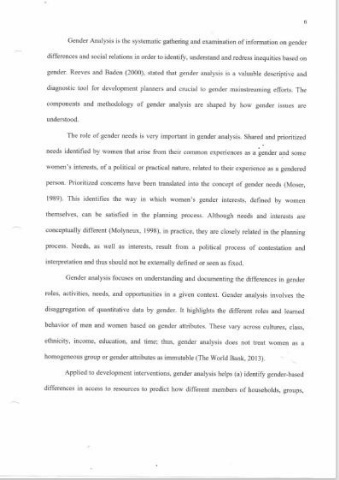 8
Gender Analysis is the systematic gathering and examination of information on gender
differences and social relations in order to identify, understand and redress inequities based on
gender. Reeves and Baden (2000), stated that gender analysis is a valuable descriptive and
diagnostic tool for development planners and crucial to gender mainstreaming efforts. The
components and methodology of gender analysis are shaped by how gender issues are
understood.
The role of gender needs is very important in gender analysis. Shared and prioritized
needs identified by women that arise from their common experiences as a gender and some
women's interests, of a political or practical nature, related to their experience as a gendered
person. Prioritized concerns have been translated into the concept of gender needs (Moser,
1989). This identifies the way in which women's gender interests, defined by women
themselves, can be satisfied in the planning process. Although needs and interests are
conceptually different (Molyneux, 1998), in practice, they are closely related in the planning
process. Needs, as well as interests, result from a political process of contestation and
interpretation and thus should not be externally defined or seen as fixed.
Gender analysis focuses on understanding and documenting the differences in gender
roles, activities, needs, and opportunities in a given context. Gender analysis involves the
disaggregation of quantitative data by gender. It highlights the different roles and learned
behavior of men and women based on gender attributes. These vary across cultures, class,
ethnicity, income, education, and time; thus, gender analysis does not treat women as a
homogeneous group or gender attributes as immutable (The World Bank, 2013).
Applied to development interventions, gender analysis helps (a) identify gender-based
differences in access to resources to predict how different members of households, groups,